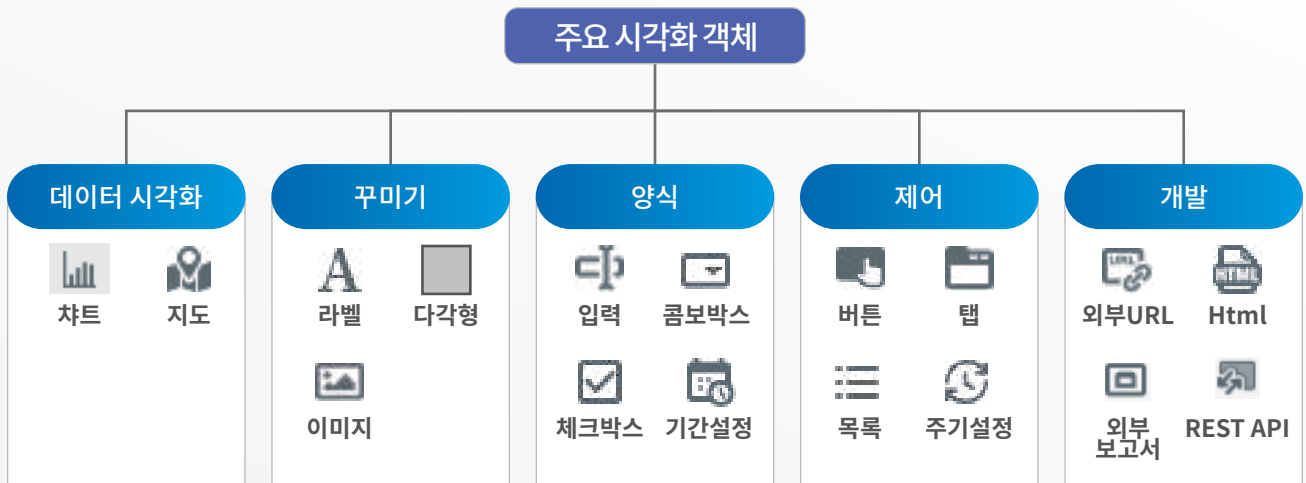 주요 시각화 객체
데이터 시각화
차트
지도
꾸미기
라벨
다각형
이미지
양식
입력
콤보박스
체크박스
기간설정
제어
버튼
탭
목록
주기설정
개발
외부URL
HTML
Html
외부
보고서
REST API